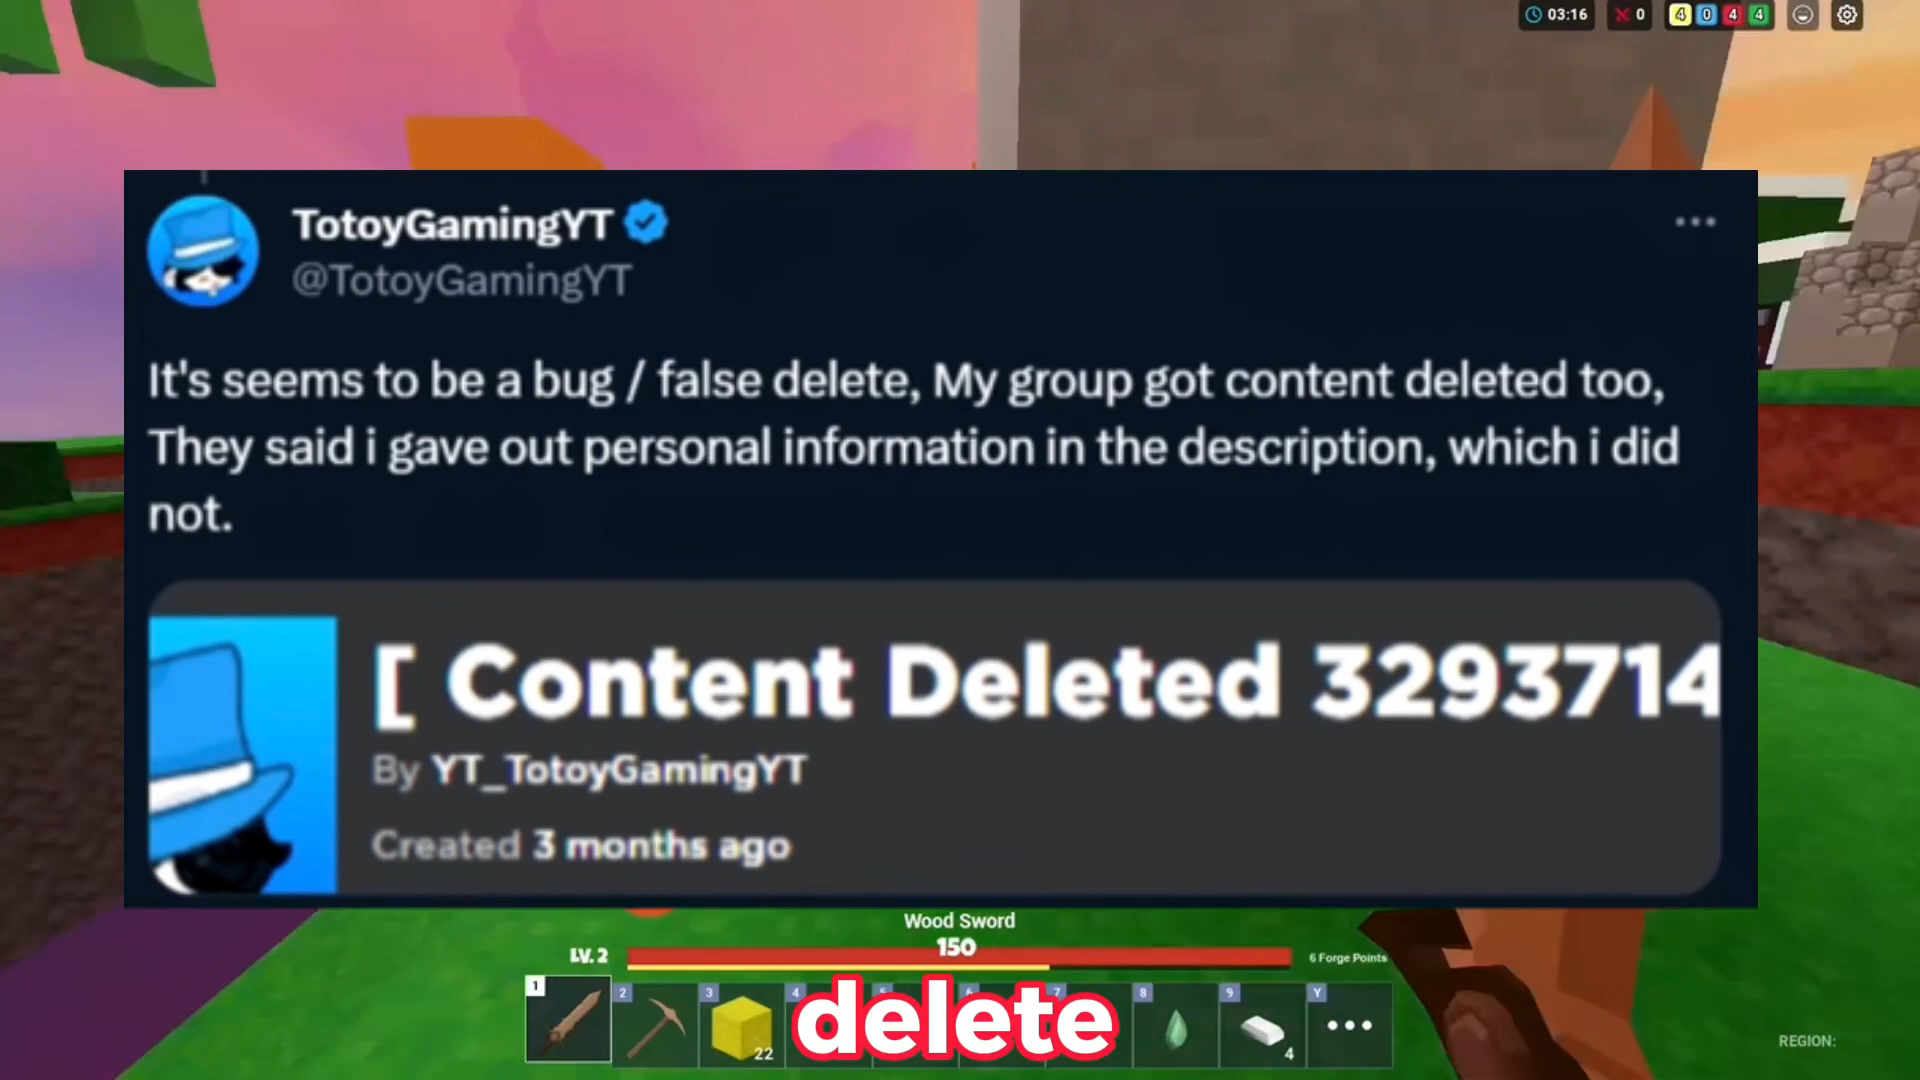 03:16
0
4 0 4 4
TotoyGamingYT
@TotoyGamingYT
It's seems to be a bug / false delete, My group got content deleted too,
They said i gave out personal information in the description, which i did
not.
[ Content Deleted 3293714
By YT_TotoyGamingYT
Created 3 months ago
Wood Sword
LV. 2
150
6 Forge Points
1 2 3 4 7 8 9 Y
22
4
delete
REGION: